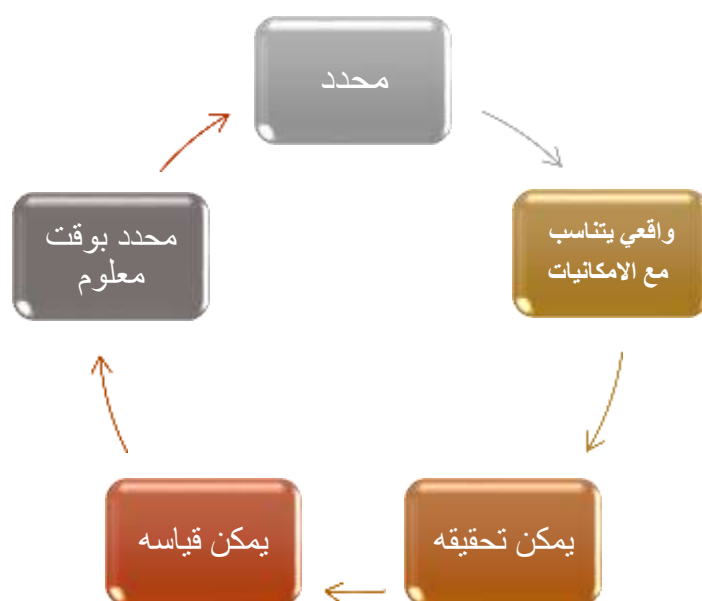 محدد
واقعي يتناسب
مع الامكانيات
يمكن تحقيقه
يمكن قياسه
محدد بوقت
معلوم